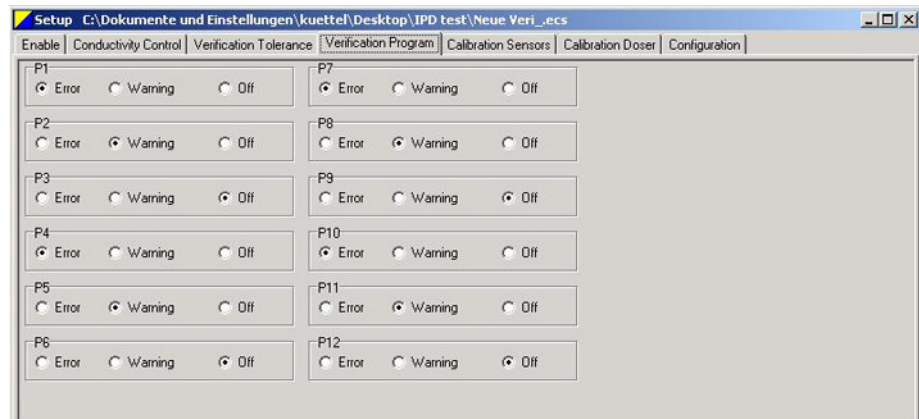 Setup C:\Dokumente und Einstellungen\kuettel\Desktop\IPD test\Neue Veri_.ecs
Enable Conductivity Control Verification Tolerance Verification Program Calibration Sensors Calibration Doser Configuration
P1 P7
Error Warning Off Error Warning Off
P2 P8
Error Warning Off Error Warning Off
P3 P9
Error Warning Off Error Warning Off
P4 P10
Error Warning Off Error Warning Off
P5 P11
Error Warning Off Error Warning Off
P6 P12
Error Warning Off Error Warning Off